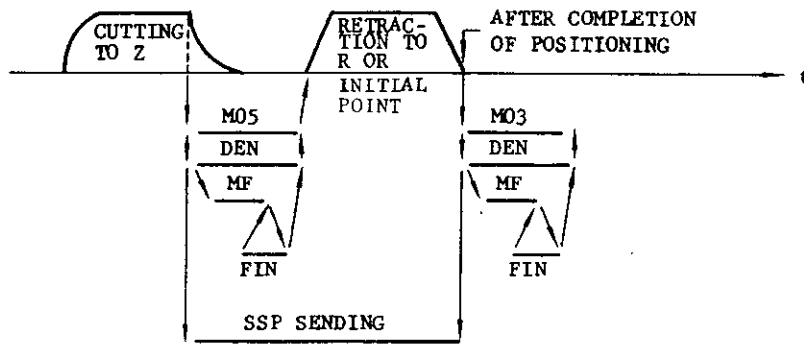 CUTTING
TO Z
RETRAC-
TION TO
R OR
INITIAL
POINT
AFTER COMPLETION
OF POSITIONING
t
M05
DEN
MF
FIN
M03
DEN
MF
FIN
SSP SENDING